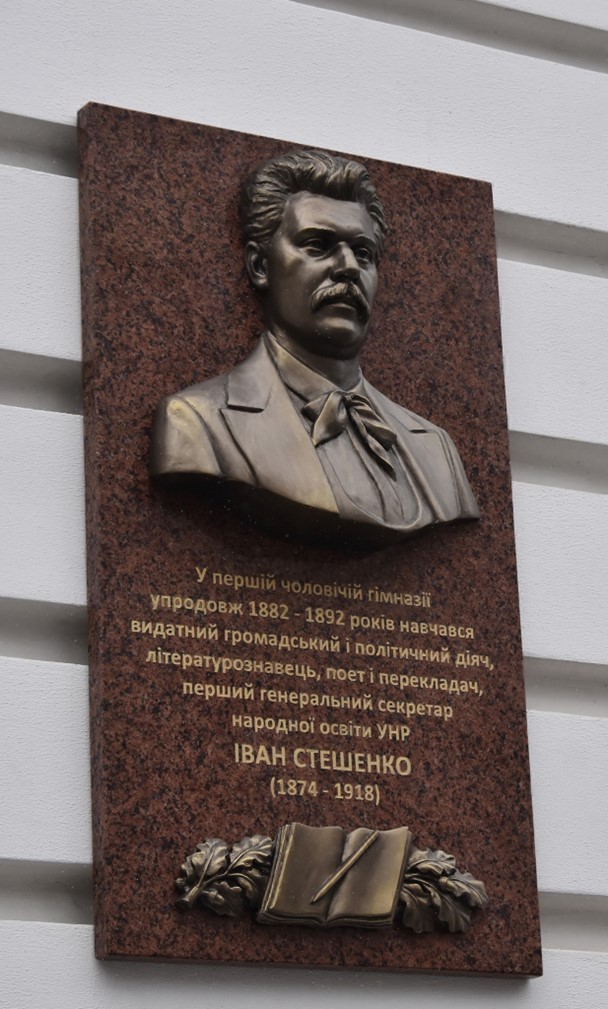 У першій чоловічій гімназії
упродовж 1882 - 1892 років навчався
видатний громадський і політичний діяч,
літературознавець, поет і перекладач,
перший генеральний секретар
народної освіти УНР
ІВАН СТЕШЕНКО
(1874 - 1918)